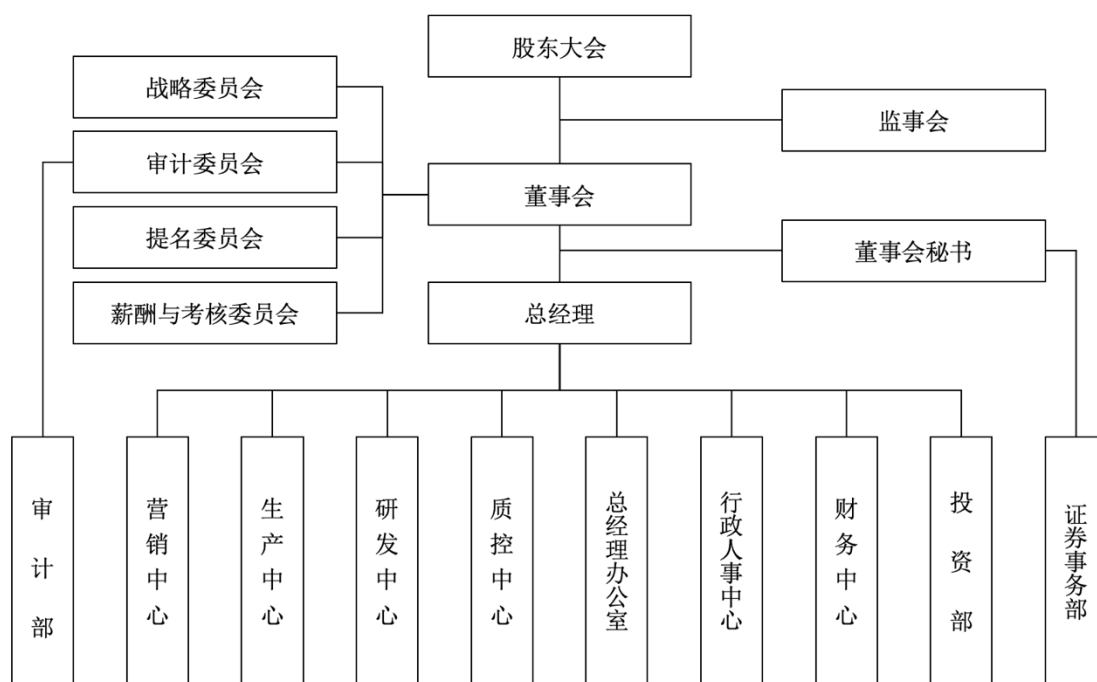 股东大会
战略委员会
监事会
审计委员会
董事会
提名委员会
董事会秘书
薪酬与考核委员会
总经理
审计部
营销中心
生产中心
研发中心
质控中心
总经理办公室
行政人事中心
财务中心
投资部
证券事务部